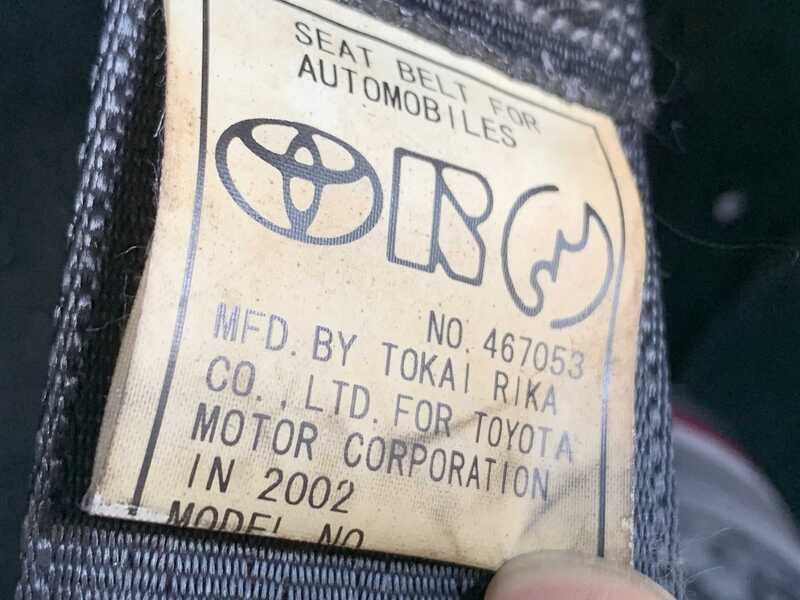 SEAT BELT FOR
AUTOMOBILES
NO. 467053
MFD. BY TOKAI RIKA
CO., LTD. FOR TOYOTA
MOTOR CORPORATION
IN 2002
MODEL NO